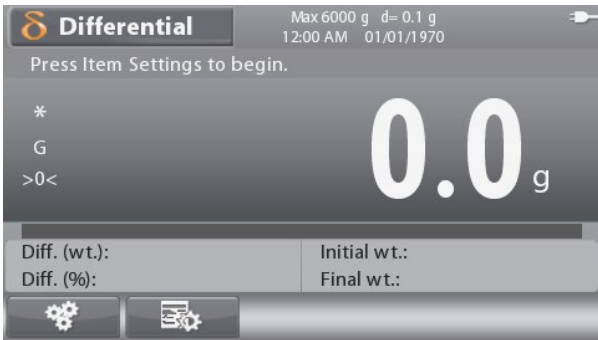 δ Differential
Max 6000 g d= 0.1 g
12:00 AM 01/01/1970
Press Item Settings to begin.
*
G
>0<
0.0 g
Diff. (wt.):
Initial wt.:
Diff. (%):
Final wt.: